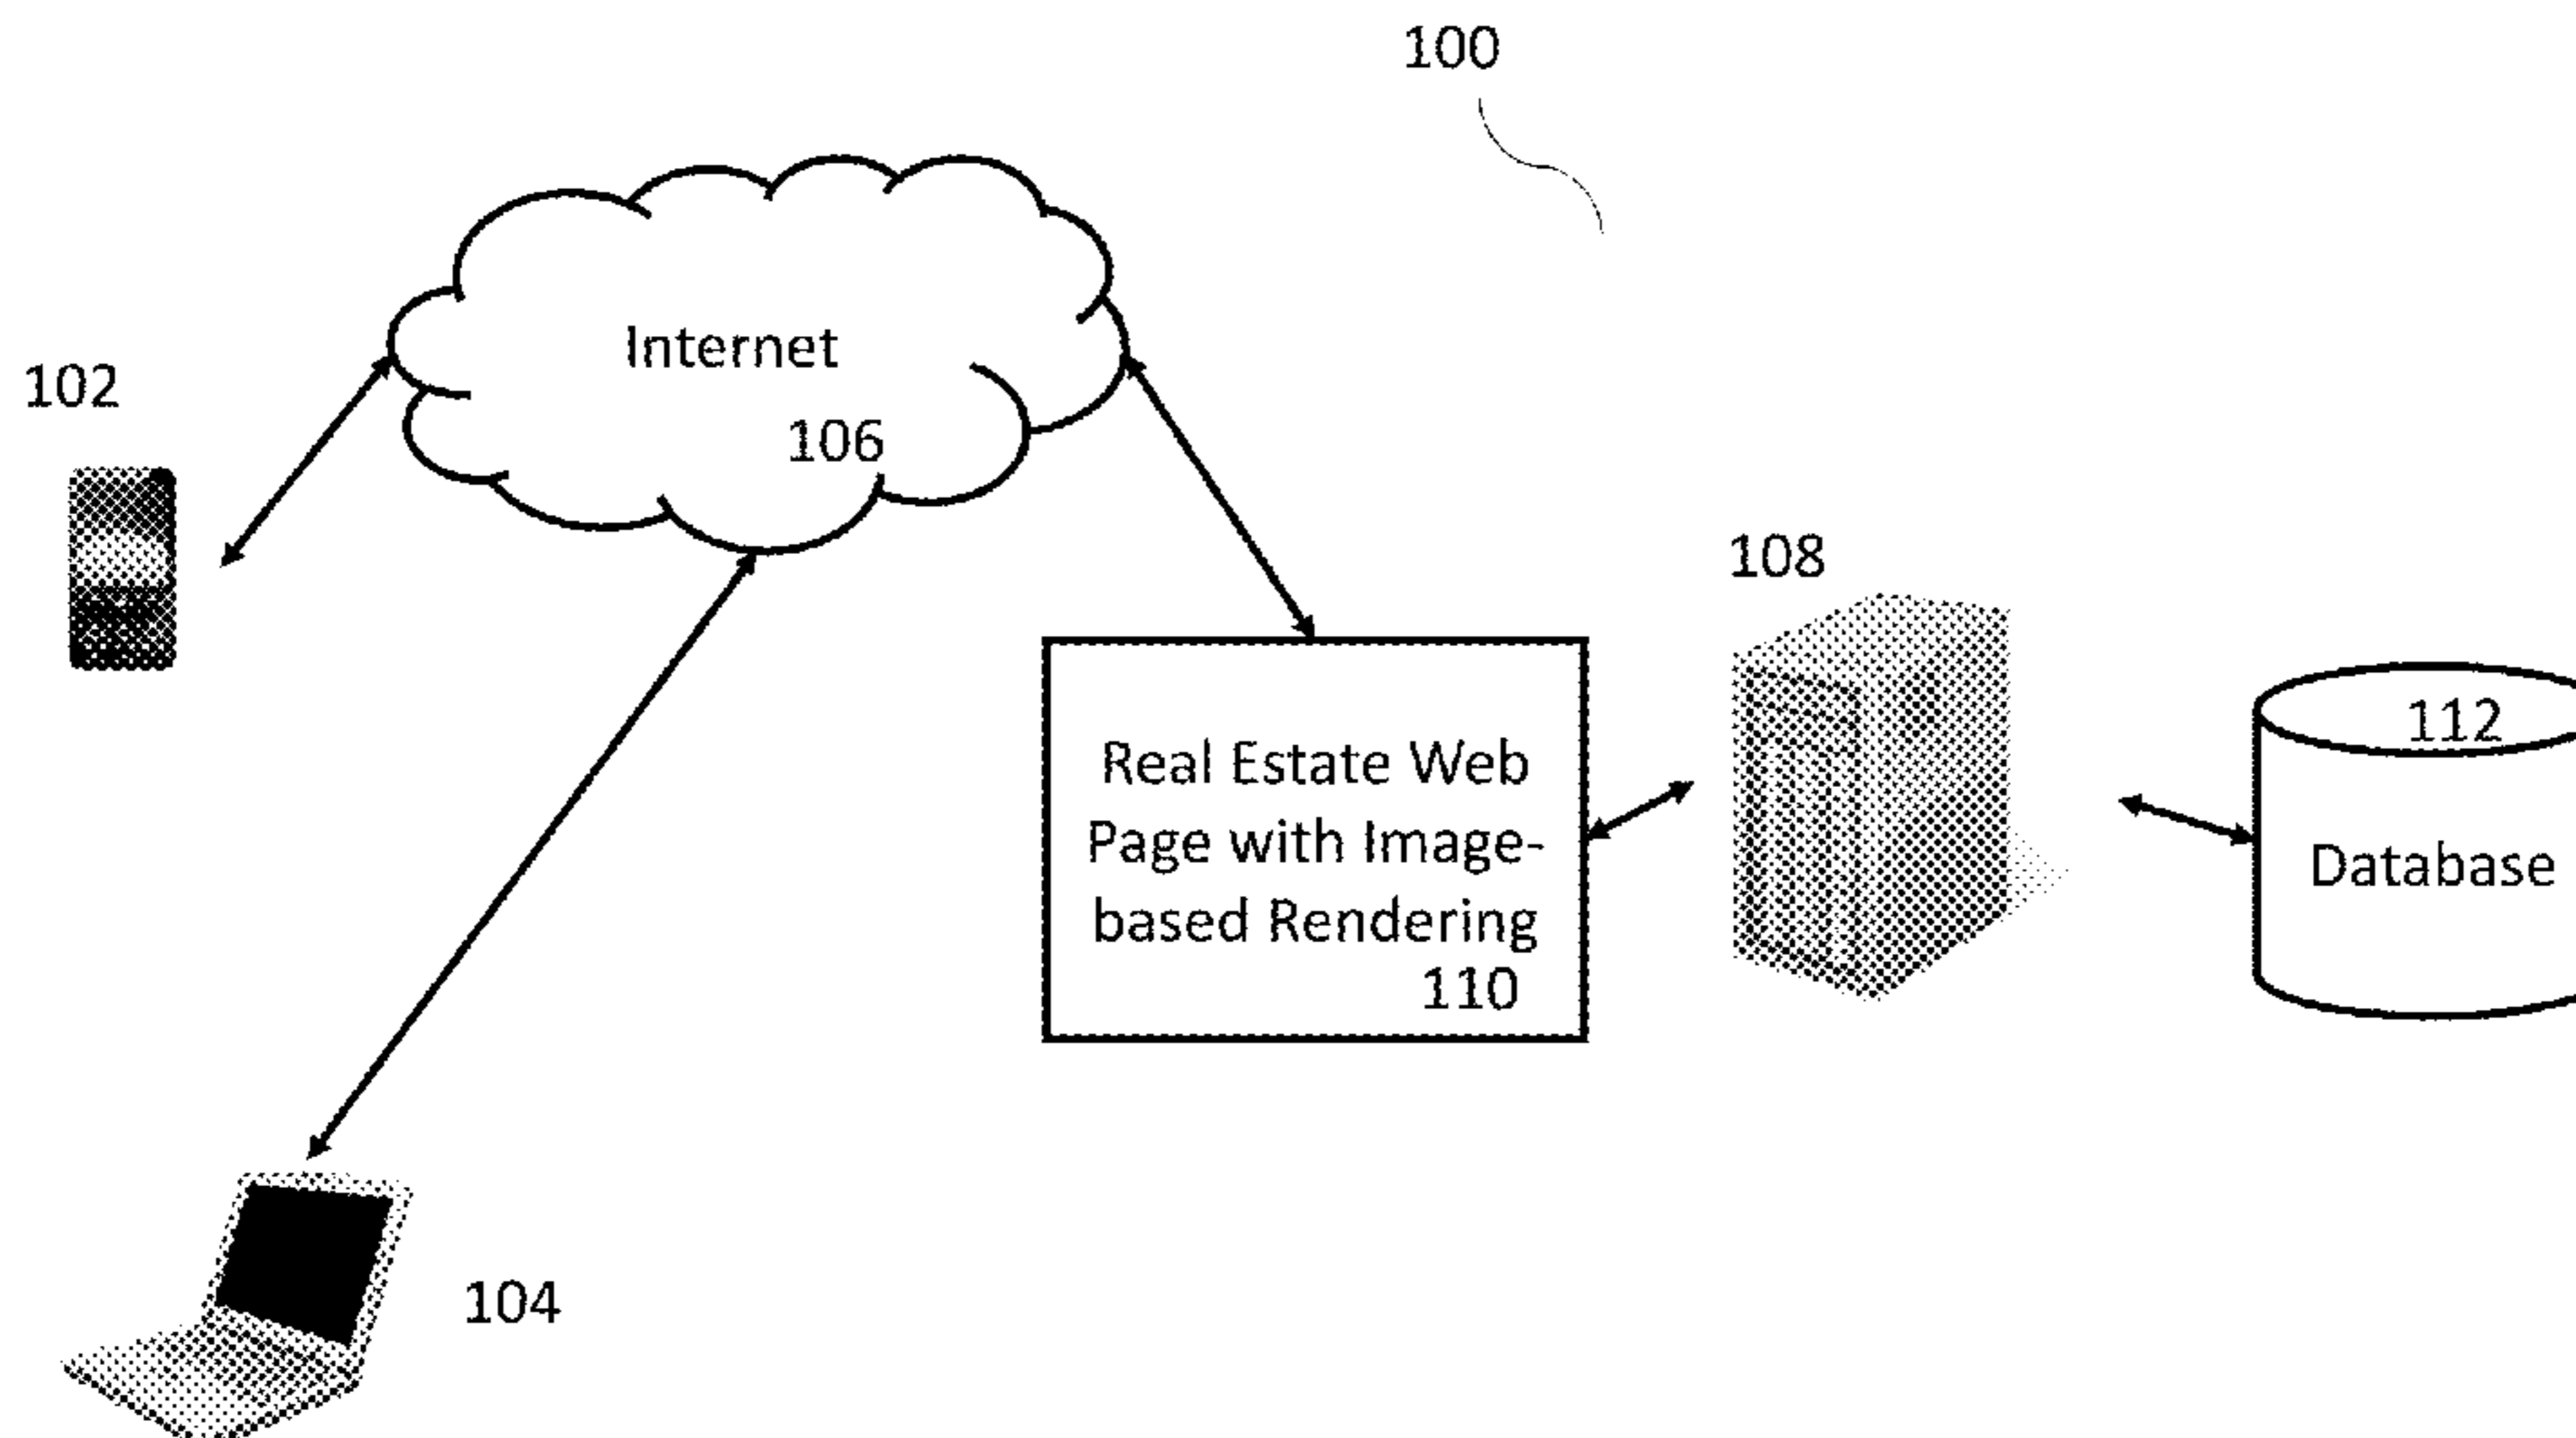 100
Internet
102
106
108
112
Real Estate Web
Page with Image-
based Rendering
110
Database
104